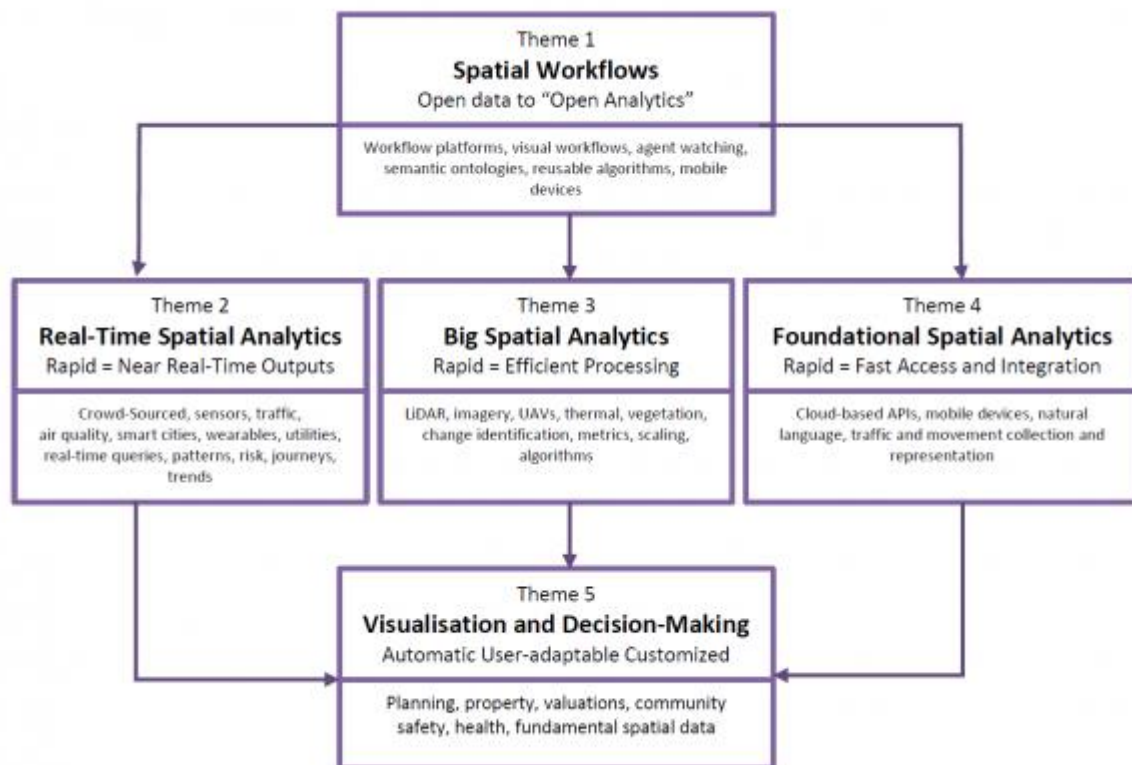 Theme 1
Spatial Workflows
Open data to “Open Analytics”
Workflow platforms, visual workflows, agent watching,
semantic ontologies, reusable algorithms, mobile
devices
Theme 2
Real-Time Spatial Analytics
Rapid = Near Real-Time Outputs
Crowd-Sourced, sensors, traffic,
air quality, smart cities, wearables, utilities,
real-time queries, patterns, risk, journeys,
trends
Theme 3
Big Spatial Analytics
Rapid = Efficient Processing
LiDAR, imagery, UAVs, thermal, vegetation,
change identification, metrics, scaling,
algorithms
Theme 4
Foundational Spatial Analytics
Rapid = Fast Access and Integration
Cloud-based APIs, mobile devices, natural
language, traffic and movement collection and
representation
Theme 5
Visualisation and Decision-Making
Automatic User-adaptable Customized
Planning, property, valuations, community
safety, health, fundamental spatial data